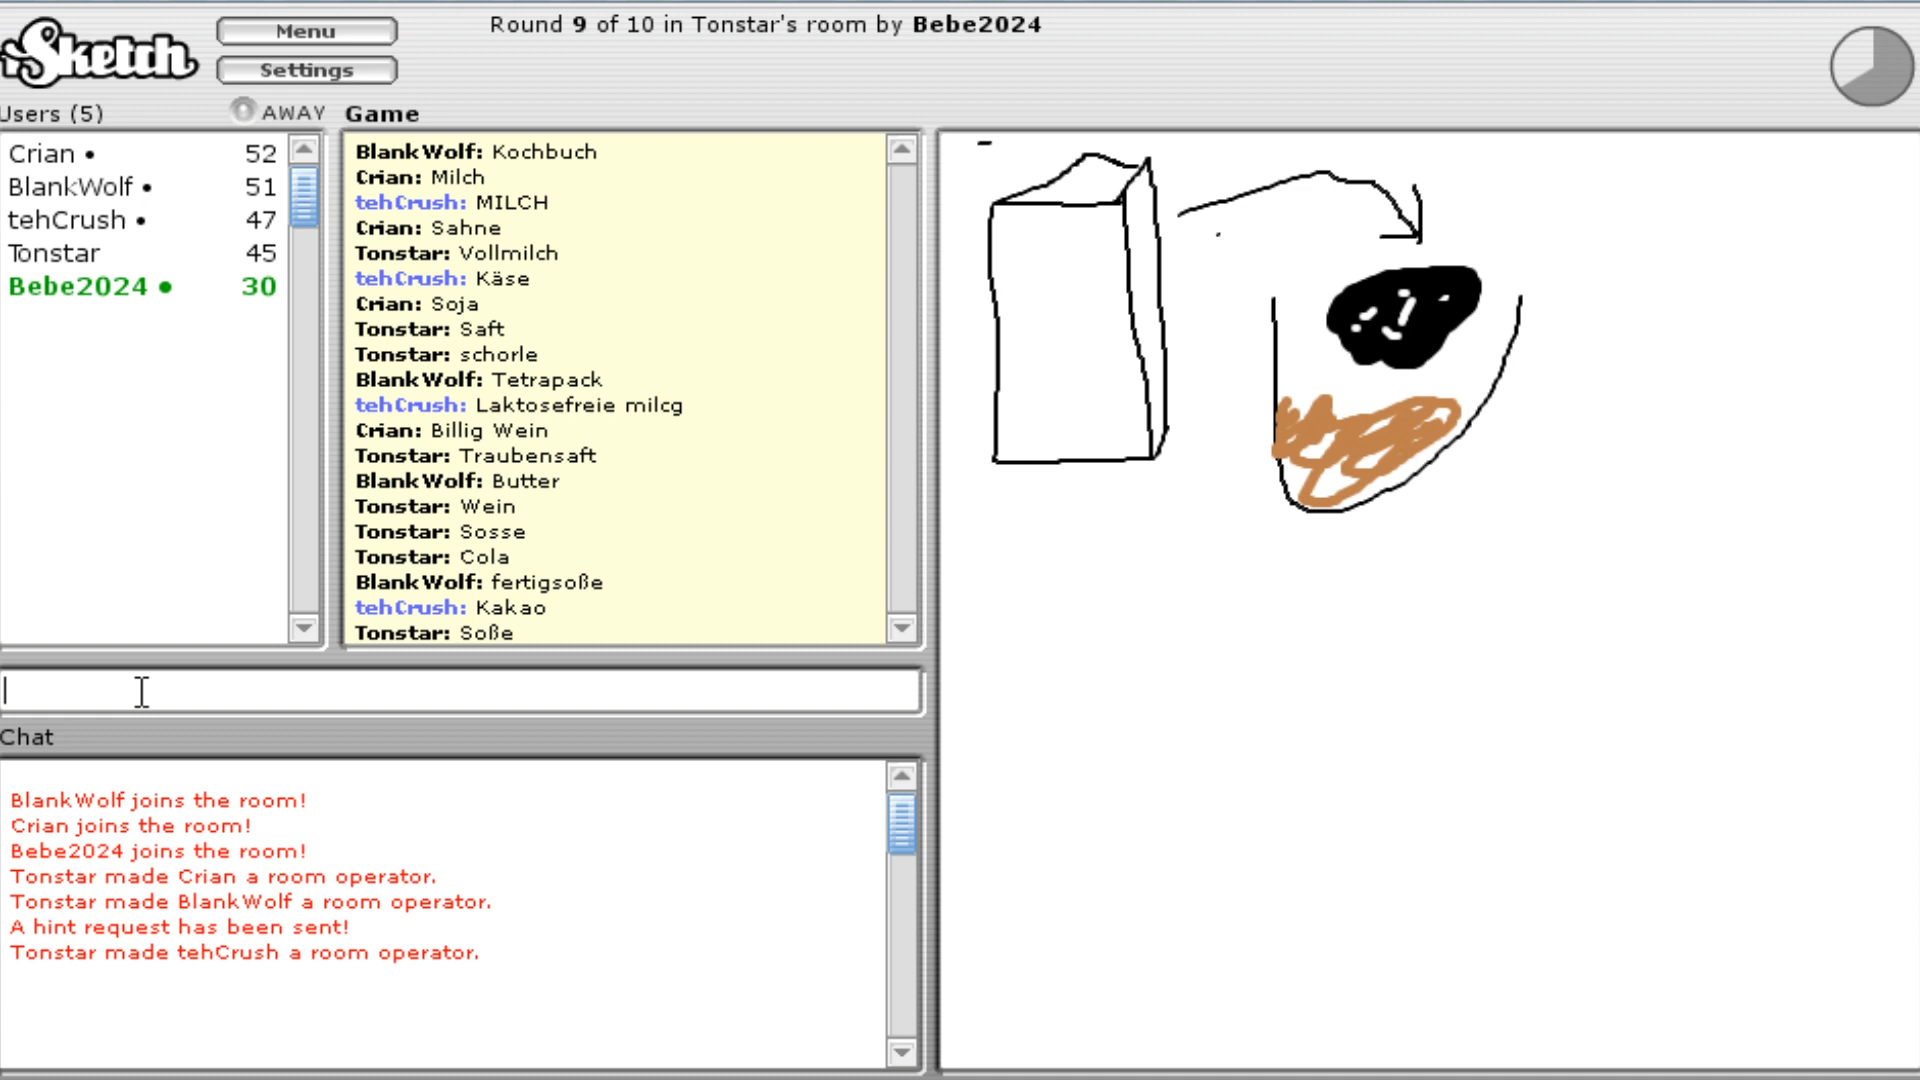 iSketch
Menu
Settings
Round 9 of 10 in Tonstar's room by Bebe2024
Users (5)
AWAY
Game
Crian • 52
BlankWolf • 51
tehCrush • 47
Tonstar 45
Bebe2024 • 30
BlankWolf: Kochbuch
Crian: Milch
tehCrush: MILCH
Crian: Sahne
Tonstar: Vollmilch
tehCrush: Käse
Crian: Soja
Tonstar: Saft
Tonstar: schorle
BlankWolf: Tetrapack
tehCrush: Laktosefreie milcg
Crian: Billig Wein
Tonstar: Traubensaft
BlankWolf: Butter
Tonstar: Wein
Tonstar: Sosse
Tonstar: Cola
BlankWolf: fertigsoße
tehCrush: Kakao
Tonstar: Soße
Chat
BlankWolf joins the room!
Crian joins the room!
Bebe2024 joins the room!
Tonstar made Crian a room operator.
Tonstar made BlankWolf a room operator.
A hint request has been sent!
Tonstar made tehCrush a room operator.